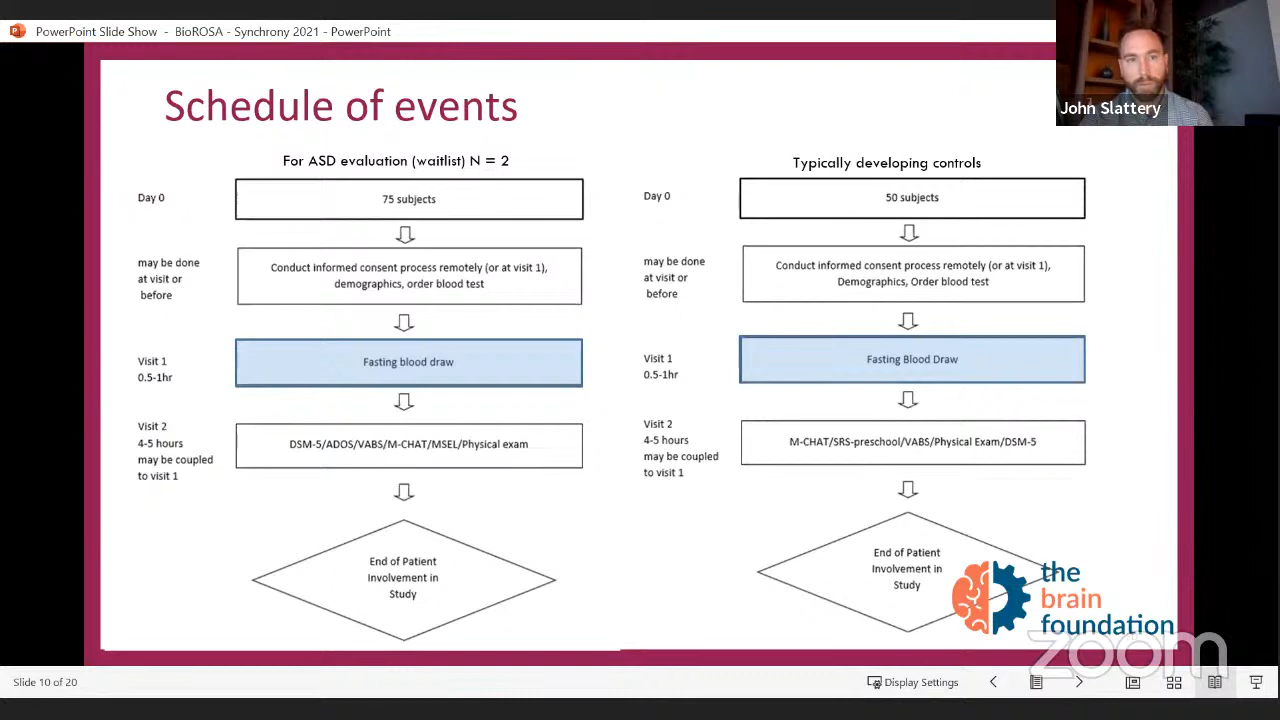 PowerPoint Slide Show - BioROSA - Synchrony 2021 - PowerPoint
John Slattery
Schedule of events
For ASD evaluation (waitlist) N = 2
Day 0
75 subjects
may be done
at visit or
before
Conduct informed consent process remotely (or at visit 1),
demographics, order blood test
Visit 1
0.5-1hr
Fasting blood draw
Visit 2
4-5 hours
may be coupled
to visit 1
DSM-5/ADOS/VABS/M-CHAT/MSEL/Physical exam
End of Patient
Involvement in
Study
Typically developing controls
Day 0
50 subjects
may be done
at visit or
before
Conduct informed consent process remotely (or at visit 1),
Demographics, Order blood test
Visit 1
0.5-1hr
Fasting Blood Draw
Visit 2
4-5 hours
may be coupled
to visit 1
M-CHAT/SRS-preschool/VABS/Physical Exam/DSM-5
End of Patient
Involvement in
Study
the
brain
foundation
zoom
Slide 10 of 20
Display Settings